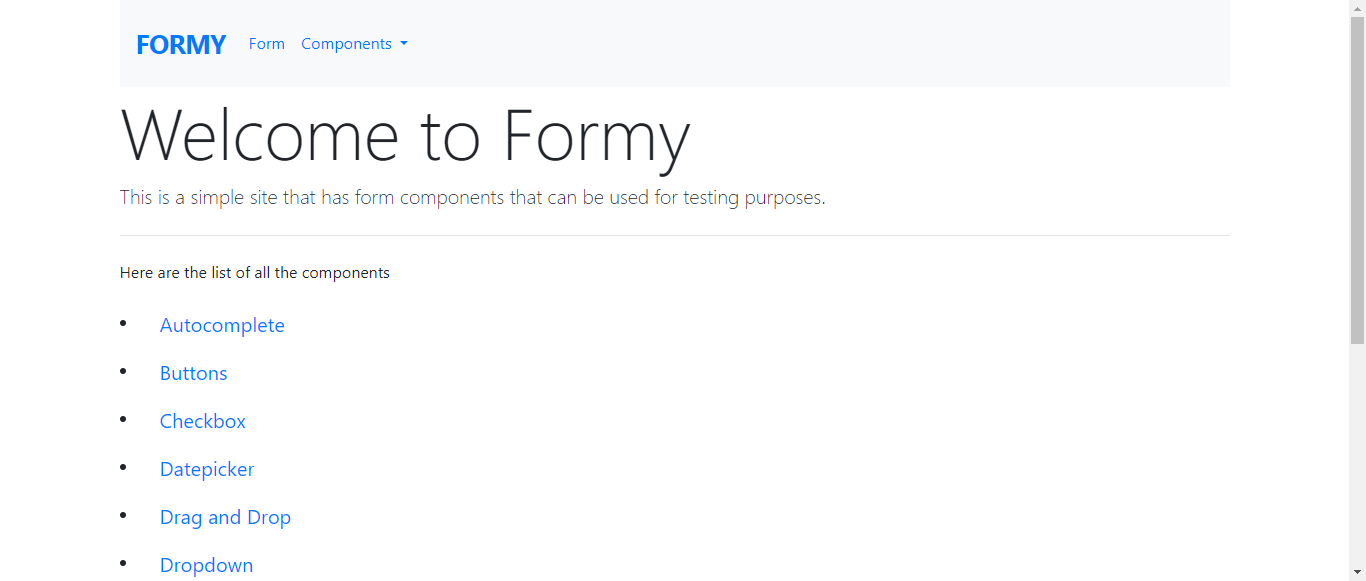 FORMY Form Components
Welcome to Formy
This is a simple site that has form components that can be used for testing purposes.
Here are the list of all the components
• Autocomplete
• Buttons
• Checkbox
• Datepicker
• Drag and Drop
• Dropdown